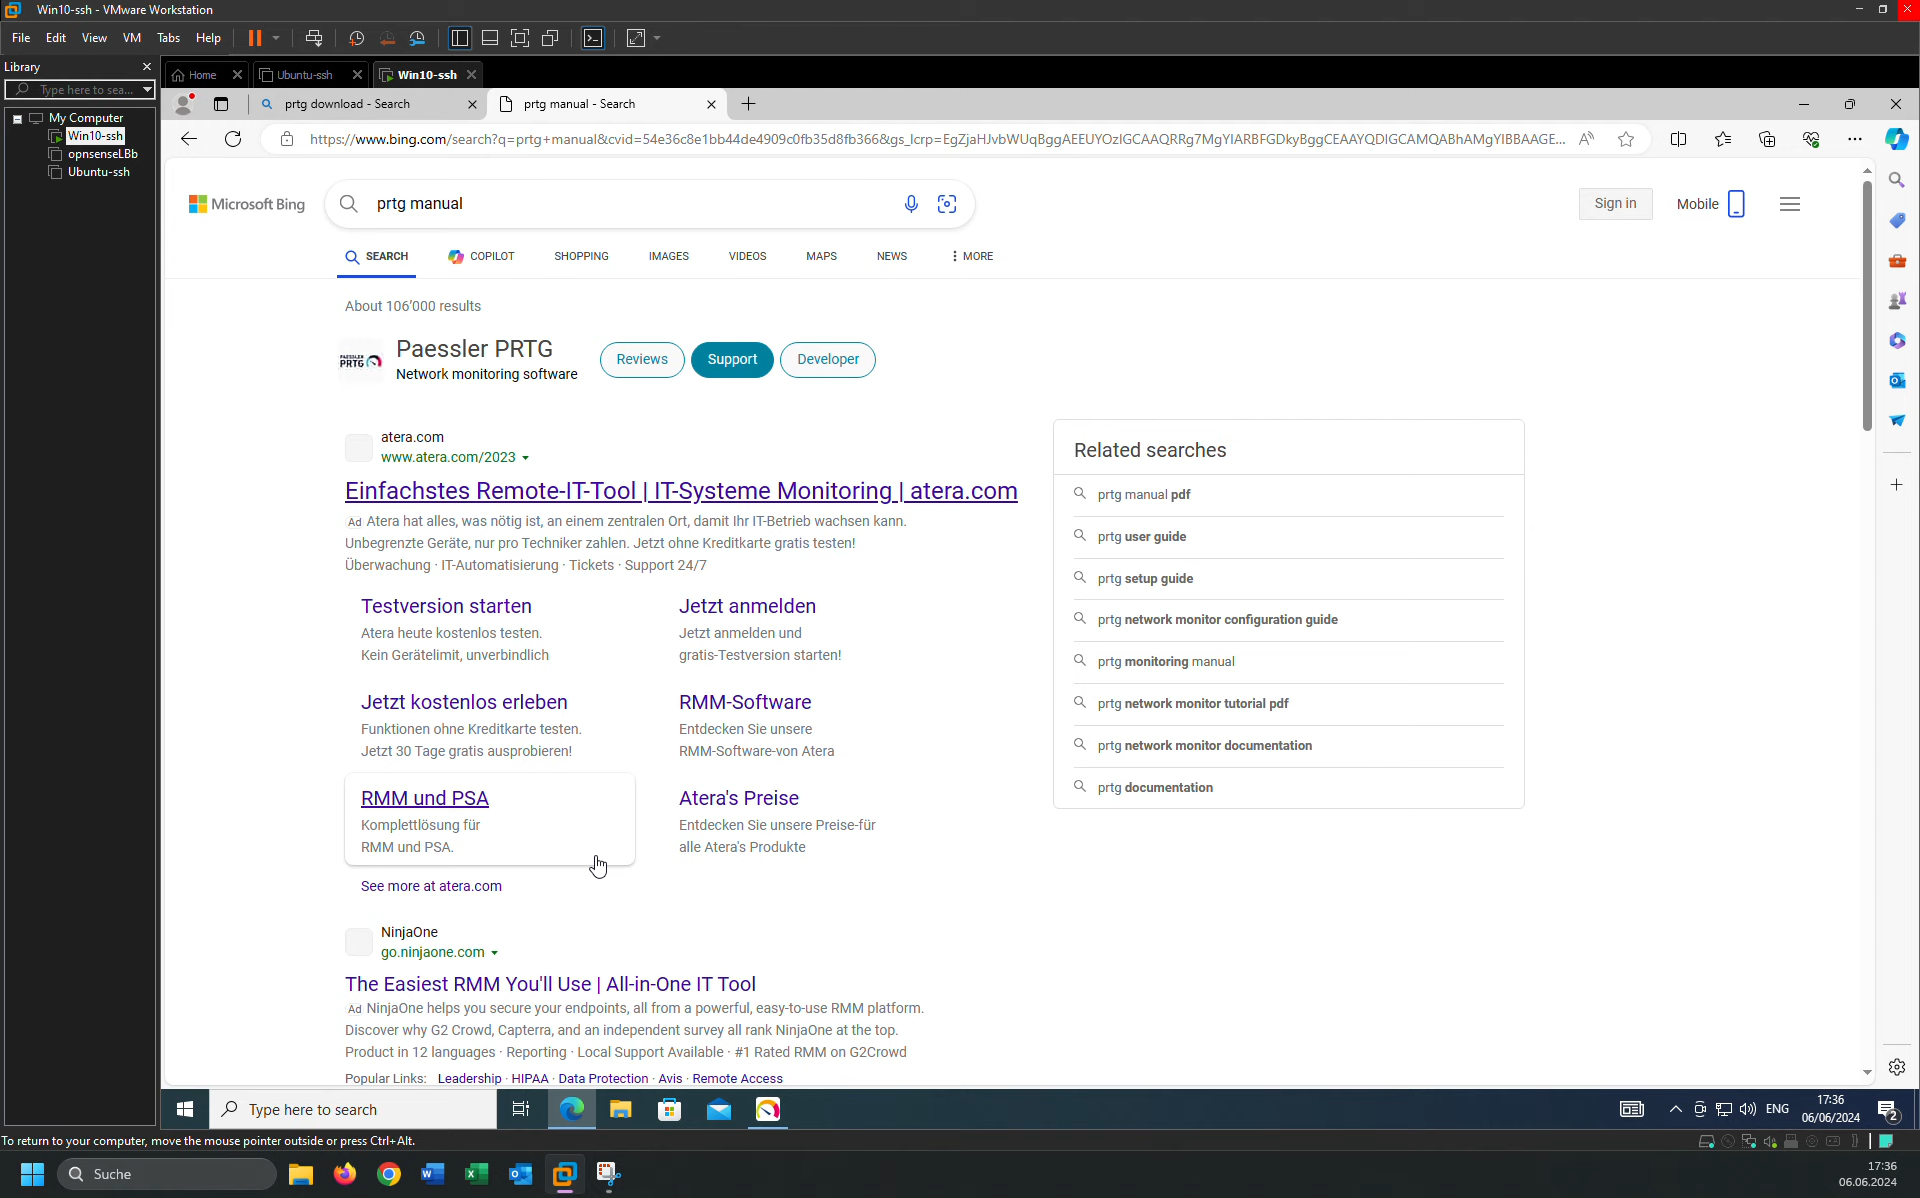 Win10-ssh - VMware Workstation
File Edit View VM Tabs Help
Library
Type here to sea...
My Computer
Win10-ssh
opnsenseLBb
Ubuntu-ssh
Home
Ubuntu-ssh
Win10-ssh
prtg download - Search
prtg manual - Search
https://www.bing.com/search?q=prtg+manual&cvid=54e36c8e1bb44de4909c0fb35d8fb366&gs_lcrp=EgZjaHJvbWUqBggAEEUYOzIGCAAQRRg7MgYIARBFGDkyBggCEAAYQDIGCAMQABhAMgYIBBAAGE...
Microsoft Bing
prtg manual
Sign in
Mobile
SEARCH COPILOT SHOPPING IMAGES VIDEOS MAPS NEWS MORE
About 106'000 results
PAESSLER PRTG
Paessler PRTG
Network monitoring software
Reviews Support Developer
atera.com
www.atera.com/2023
Einfachstes Remote-IT-Tool | IT-Systeme Monitoring | atera.com
Ad Atera hat alles, was nötig ist, an einem zentralen Ort, damit Ihr IT-Betrieb wachsen kann.
Unbegrenzte Geräte, nur pro Techniker zahlen. Jetzt ohne Kreditkarte gratis testen!
Überwachung · IT-Automatisierung · Tickets · Support 24/7
Testversion starten
Atera heute kostenlos testen.
Kein Gerätelimit, unverbindlich
Jetzt anmelden
Jetzt anmelden und
gratis-Testversion starten!
Jetzt kostenlos erleben
Funktionen ohne Kreditkarte testen.
Jetzt 30 Tage gratis ausprobieren!
RMM-Software
Entdecken Sie unsere
RMM-Software-von Atera
RMM und PSA
Komplettlösung für
RMM und PSA.
Atera's Preise
Entdecken Sie unsere Preise-für
alle Atera's Produkte
See more at atera.com
NinjaOne
go.ninjaone.com
The Easiest RMM You'll Use | All-in-One IT Tool
Ad NinjaOne helps you secure your endpoints, all from a powerful, easy-to-use RMM platform.
Discover why G2 Crowd, Capterra, and an independent survey all rank NinjaOne at the top.
Product in 12 languages · Reporting · Local Support Available · #1 Rated RMM on G2Crowd
Popular Links: Leadership · HIPAA · Data Protection · Avis · Remote Access
Related searches
prtg manual pdf
prtg user guide
prtg setup guide
prtg network monitor configuration guide
prtg monitoring manual
prtg network monitor tutorial pdf
prtg network monitor documentation
prtg documentation
Type here to search
ENG
17:36
06/06/2024
2
To return to your computer, move the mouse pointer outside or press Ctrl+Alt.
Suche
17:36
06.06.2024